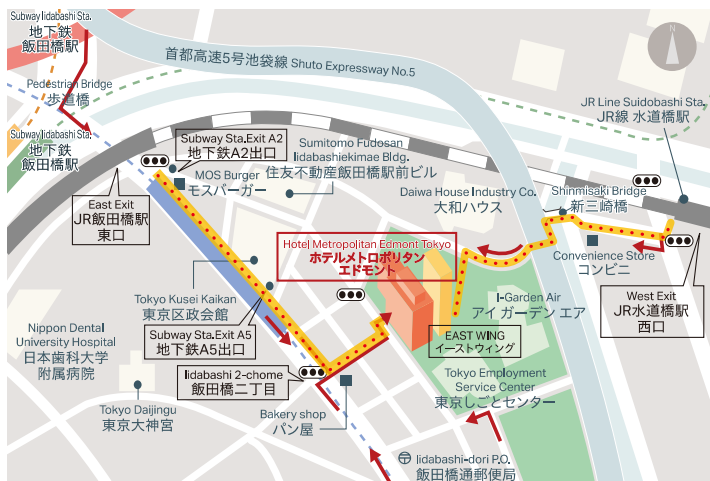 Subway Iidabashi Sta.
地下鉄
飯田橋駅
首都高速5号池袋線 Shuto Expressway No.5
N
Pedestrian Bridge
歩道橋
JR Line Suidobashi Sta.
JR線 水道橋駅
Subway Iidabashi Sta.
地下鉄
飯田橋駅
Subway Sta.Exit A2
地下鉄A2出口
Sumitomo Fudosan
Iidabashiekimae Bldg.
住友不動産飯田橋駅前ビル
MOS Burger
モスバーガー
East Exit
JR飯田橋駅
東口
Daiwa House Industry Co.
大和ハウス
Shinmisaki Bridge
新三崎橋
Hotel Metropolitan Edmont Tokyo
ホテルメトロポリタン
エドモント
Convenience Store
コンビニ
West Exit
JR水道橋駅
西口
I-Garden Air
アイ ガーデン エア
Tokyo Kusei Kaikan
東京区政会館
Subway Sta.Exit A5
地下鉄A5出口
EAST WING
イーストウィング
Nippon Dental
University Hospital
日本歯科大学
附属病院
Iidabashi 2-chome
飯田橋二丁目
Tokyo Employment
Service Center
東京しごとセンター
Tokyo Daijingu
東京大神宮
Bakery shop
パン屋
Iidabashi-dori P.O.
飯田橋通郵便局